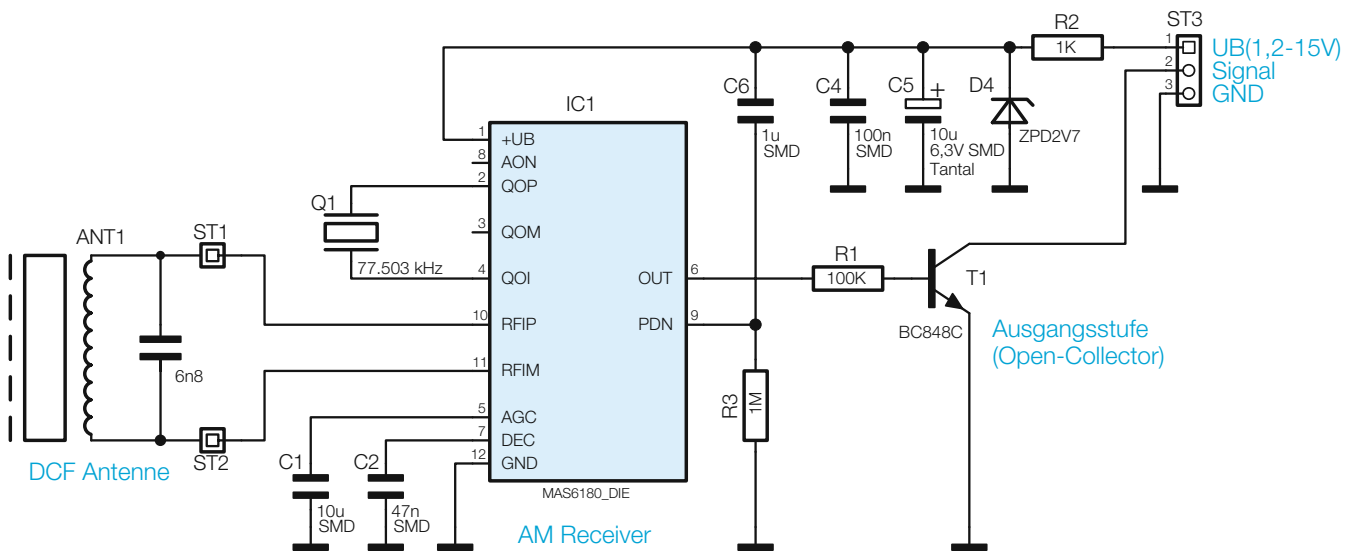 R2
1K
ST3
1
2
3
UB(1,2-15V)
Signal
GND
C6
1u
SMD
C4
100n
SMD
C5
+
10u
6,3V SMD
Tantal
D4
ZPD2V7
IC1
1
+UB
8
AON
2
QOP
3
QOM
4
QOI
10
RFIP
11
RFIM
5
AGC
7
DEC
12
GND
OUT
6
PDN
9
MAS6180_DIE
AM Receiver
Q1
77.503 kHz
ANT1
ST1
6n8
ST2
DCF Antenne
C1
10u
SMD
C2
47n
SMD
R1
100K
T1
BC848C
Ausgangsstufe
(Open-Collector)
R3
1M